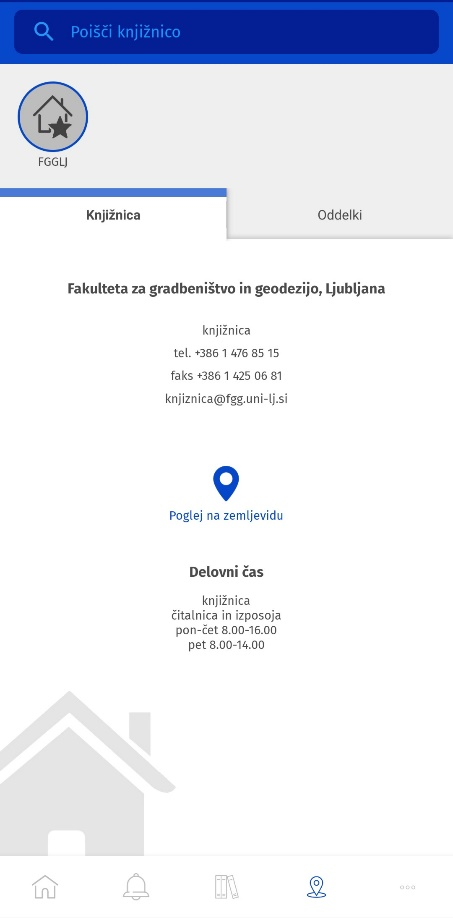 Poišči knjižnico
FGGLJ
Knjižnica
Oddelki
Fakulteta za gradbeništvo in geodezijo, Ljubljana
knjižnica
tel. +386 1 476 85 15
faks +386 1 425 06 81
knjiznica@fgg.uni-lj.si
Poglej na zemljevidu
Delovni čas
knjižnica
čitalnica in izposoja
pon-čet 8.00-16.00
pet 8.00-14.00